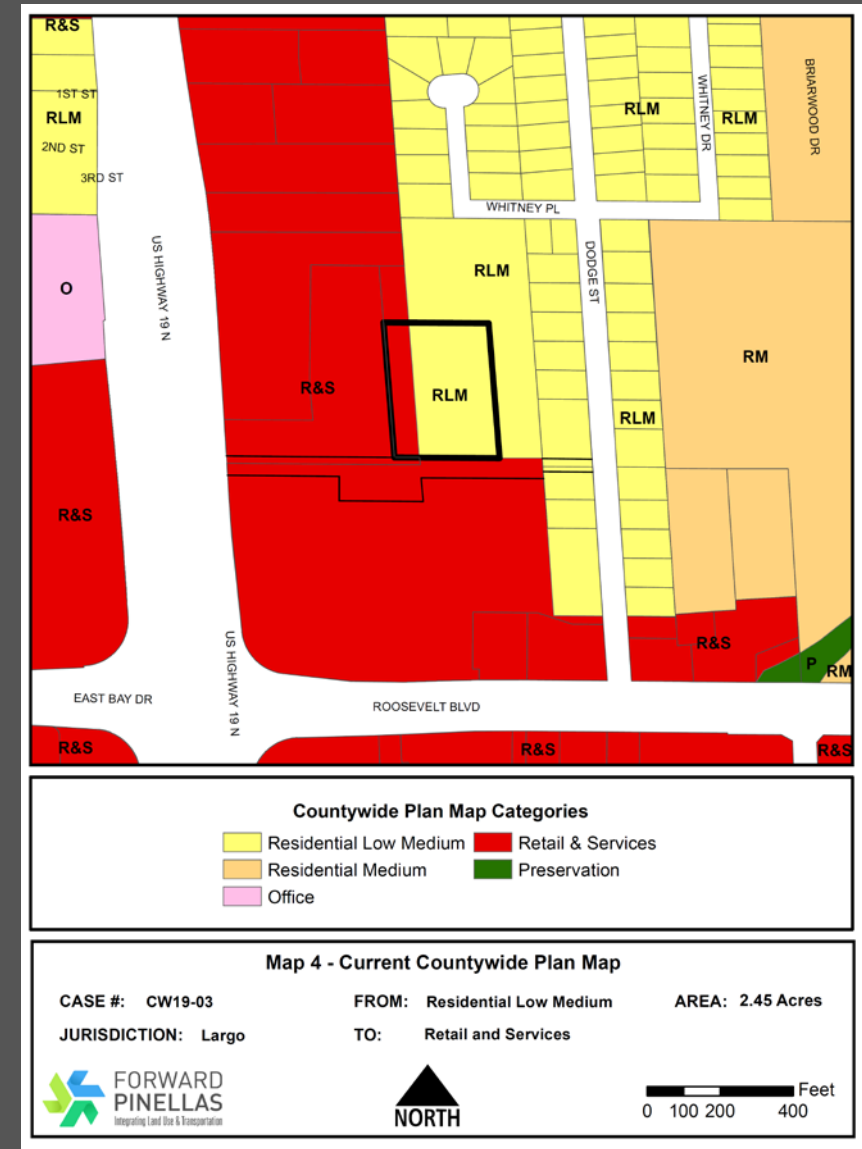 R&S
1ST ST
RLM
2ND ST
3RD ST
O
US HIGHWAY 19 N
R&S
R&S
RLM
WHITNEY DR
RLM
BRIARWOOD DR
WHITNEY PL
DODGE ST
RLM
RLM
RLM
RM
US HIGHWAY 19 N
R&S
P
RM
EAST BAY DR
ROOSEVELT BLVD
R&S
R&S
R&S
Countywide Plan Map Categories
Residential Low Medium
Retail & Services
Residential Medium
Preservation
Office
Map 4 - Current Countywide Plan Map
CASE #: CW19-03 FROM: Residential Low Medium AREA: 2.45 Acres
JURISDICTION: Largo TO: Retail and Services
FORWARD
PINELLAS
Integrating Land Use & Transportation
NORTH
Feet
0 100 200 400